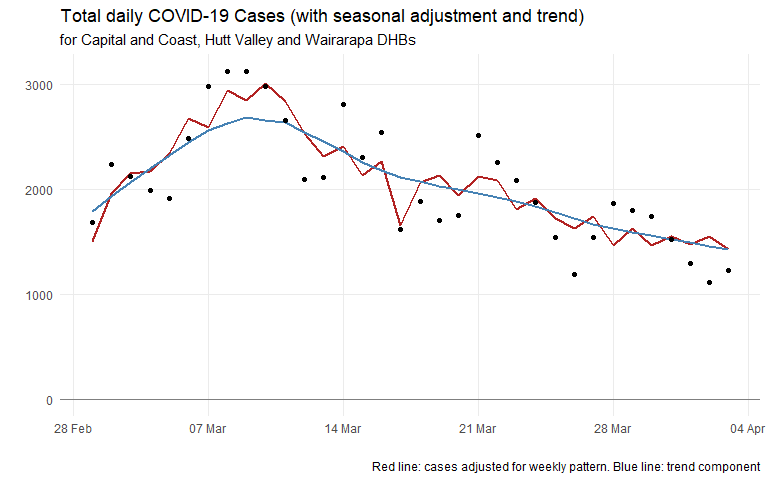 Total daily COVID-19 Cases (with seasonal adjustment and trend)
for Capital and Coast, Hutt Valley and Wairarapa DHBs
3000
2000
1000
0
28 Feb 07 Mar 14 Mar 21 Mar 28 Mar 04 Apr
Red line: cases adjusted for weekly pattern. Blue line: trend component